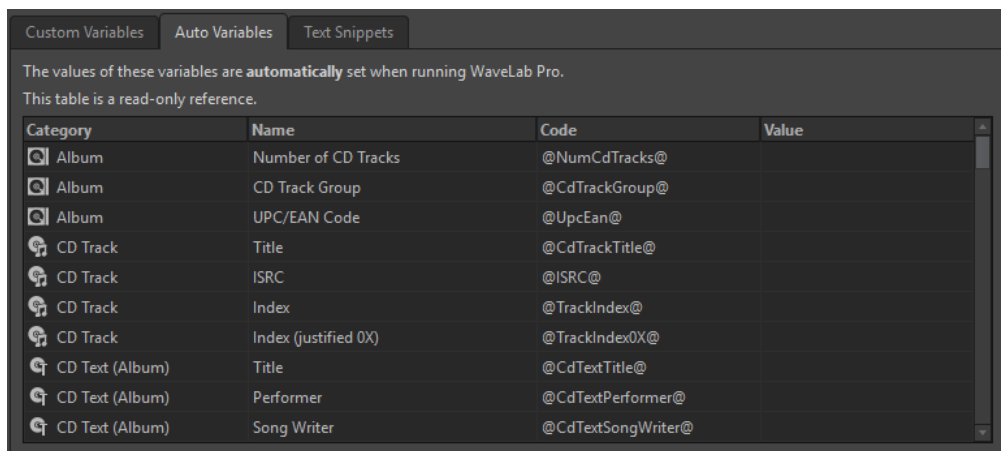 Custom Variables Auto Variables Text Snippets
The values of these variables are automatically set when running WaveLab Pro.
This table is a read-only reference.
Category Name Code Value
Album Number of CD Tracks @NumCdTracks@
Album CD Track Group @CdTrackGroup@
Album UPC/EAN Code @UpcEan@
CD Track Title @CdTrackTitle@
CD Track ISRC @ISRC@
CD Track Index @TrackIndex@
CD Track Index (justified 0X) @TrackIndex0X@
CD Text (Album) Title @CdTextTitle@
CD Text (Album) Performer @CdTextPerformer@
CD Text (Album) Song Writer @CdTextSongWriter@